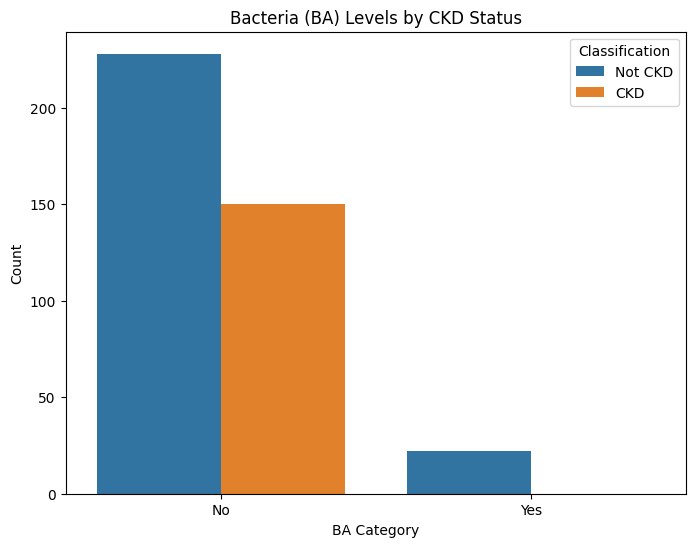 Bacteria (BA) Levels by CKD Status
Classification
Not CKD
CKD
Count
200
150
100
50
0
No
Yes
BA Category